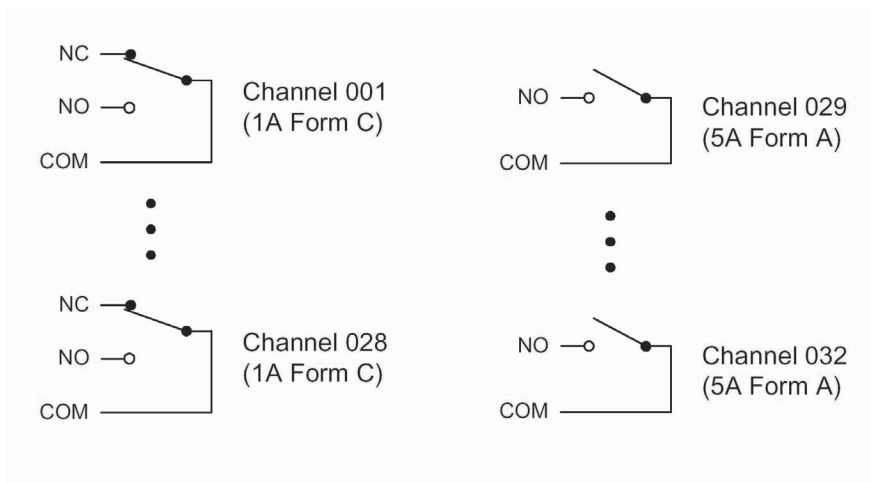 NC
NO
COM
Channel 001
(1A Form C)
NC
NO
COM
Channel 028
(1A Form C)
NO
COM
Channel 029
(5A Form A)
NO
COM
Channel 032
(5A Form A)